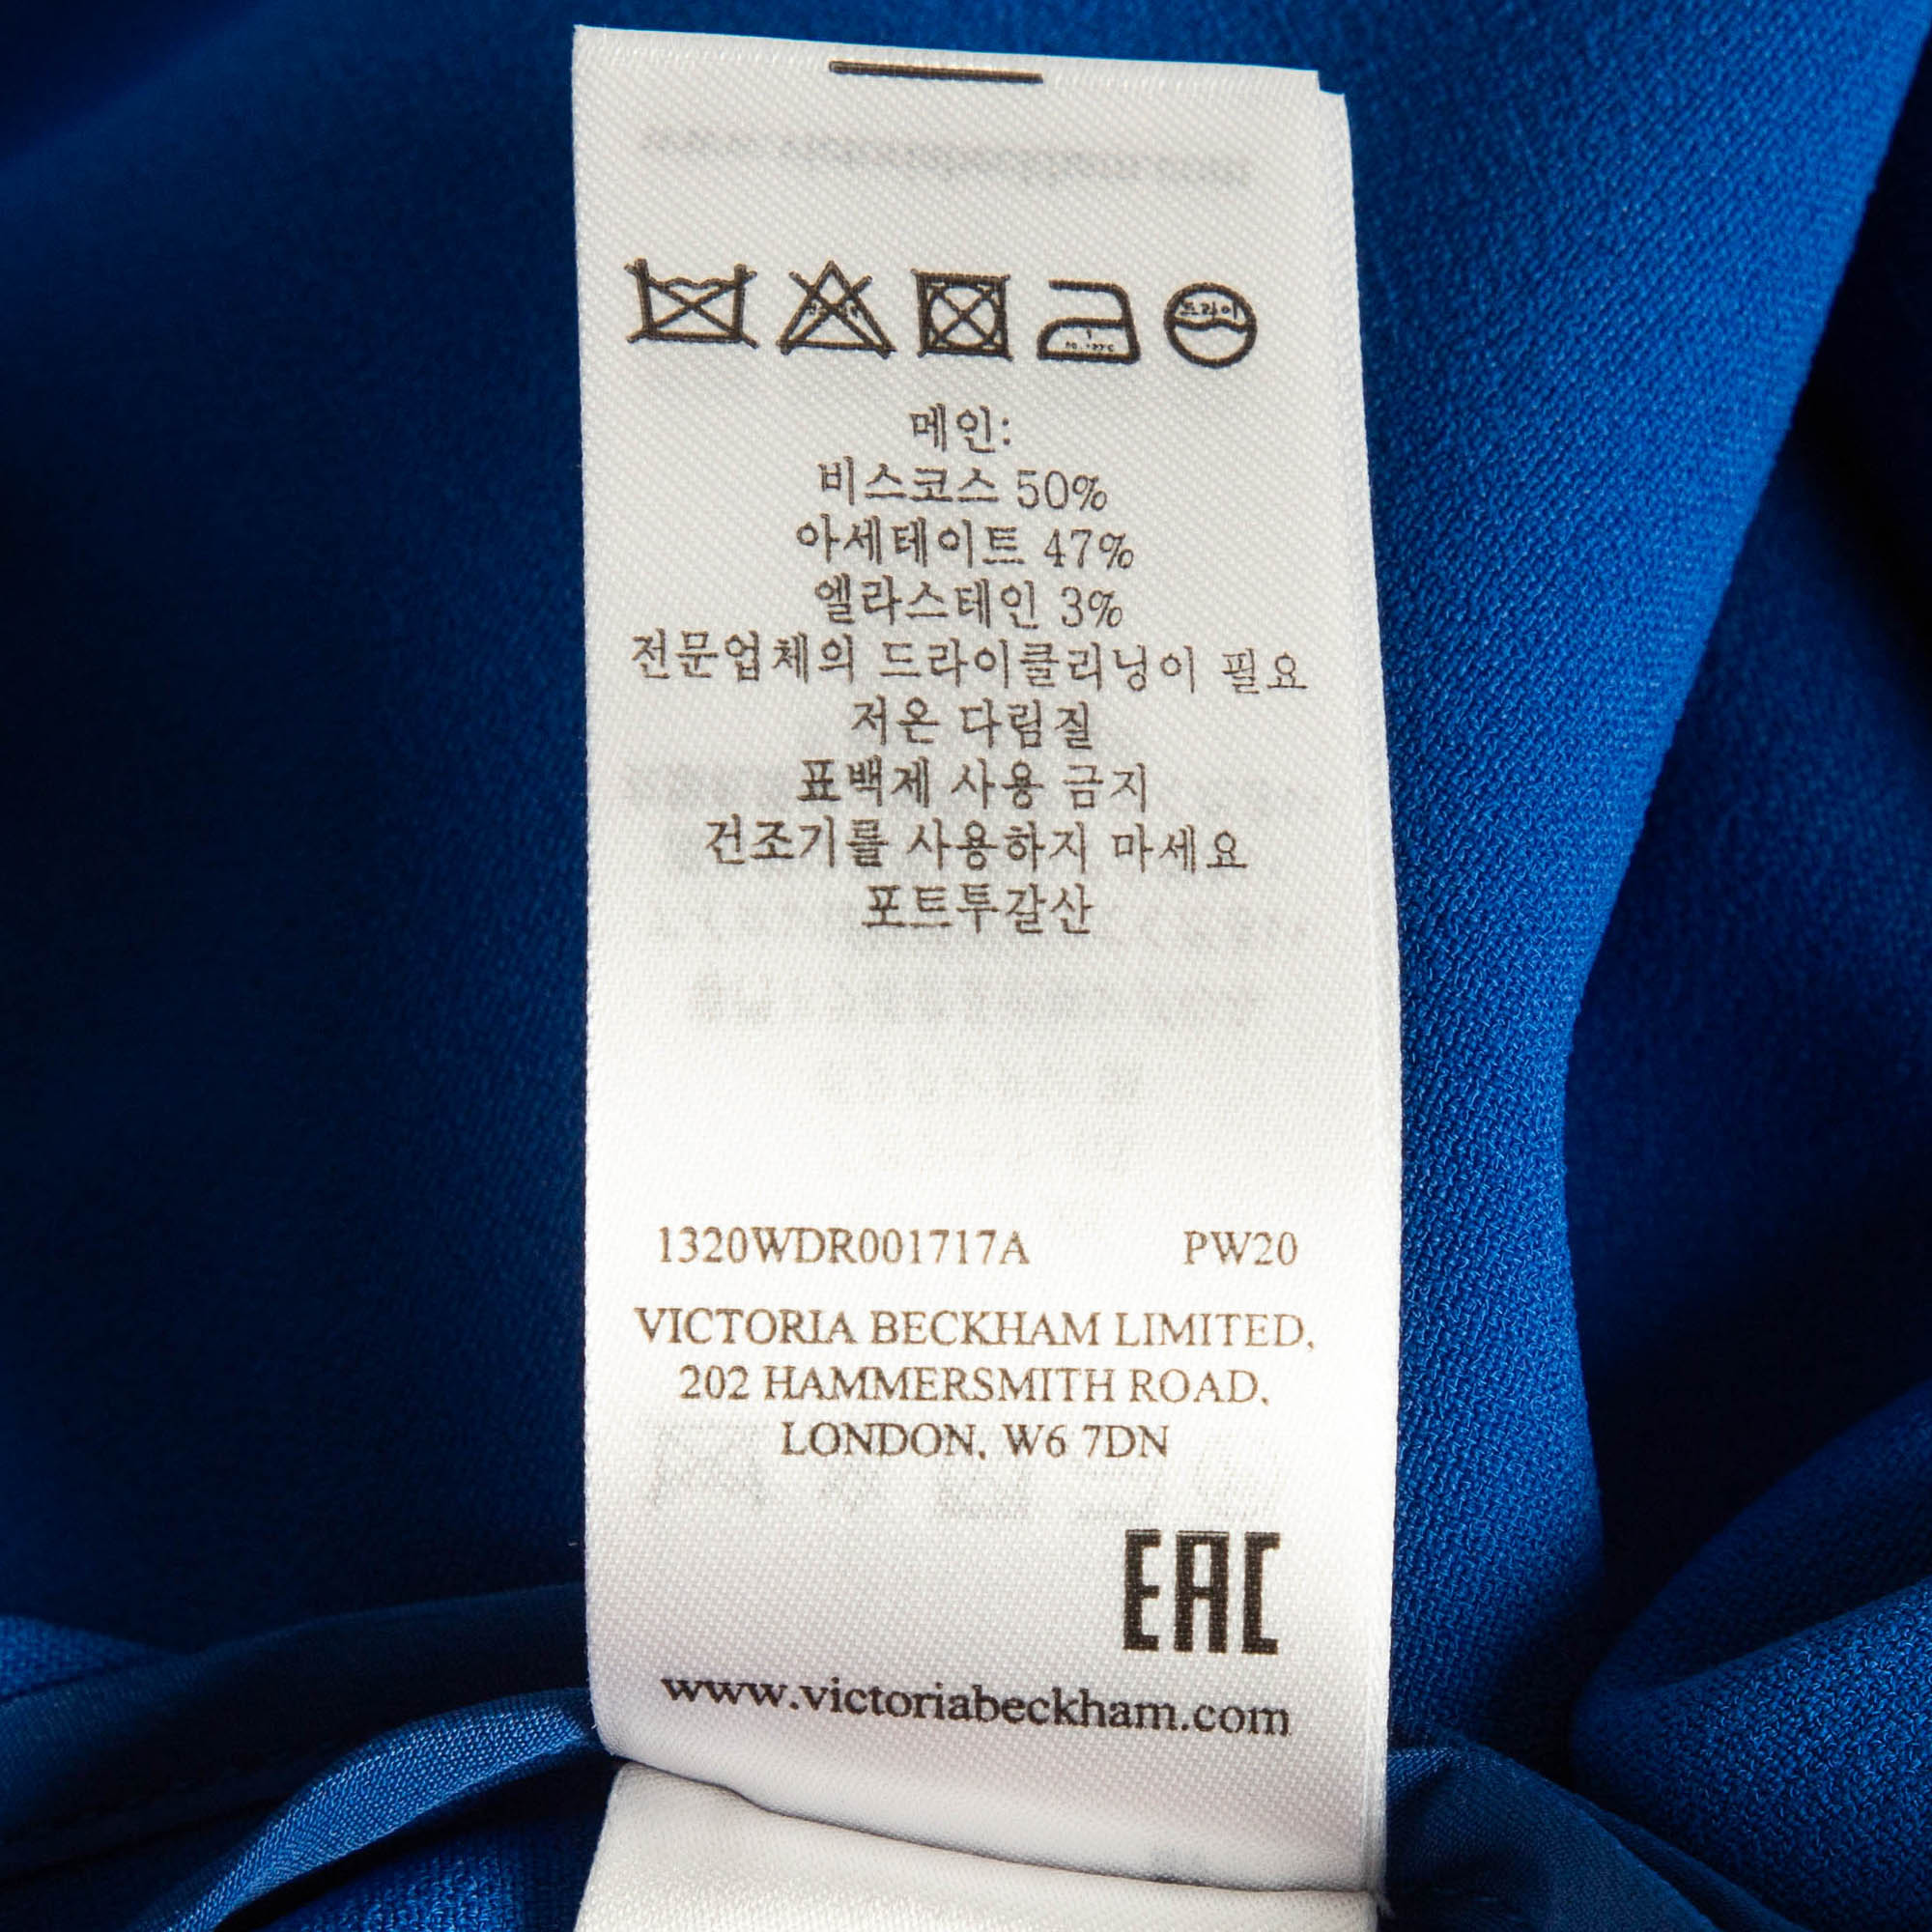 드라이
메인:
비스코스 50%
아세테이트 47%
엘라스테인 3%
전문업체의 드라이클리닝이 필요
저온 다림질
표백제 사용 금지
건조기를 사용하지 마세요
포트투갈산
1320WDR001717A PW20
VICTORIA BECKHAM LIMITED,
202 HAMMERSMITH ROAD,
LONDON, W6 7DN
EAC
www.victoriabeckham.com